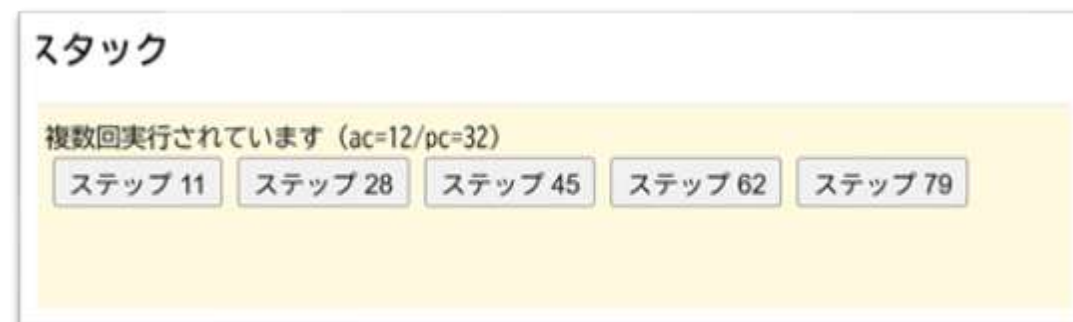 スタック
複数回実行されています（ac=12/pc=32）
ステップ 11 ステップ 28 ステップ 45 ステップ 62 ステップ 79